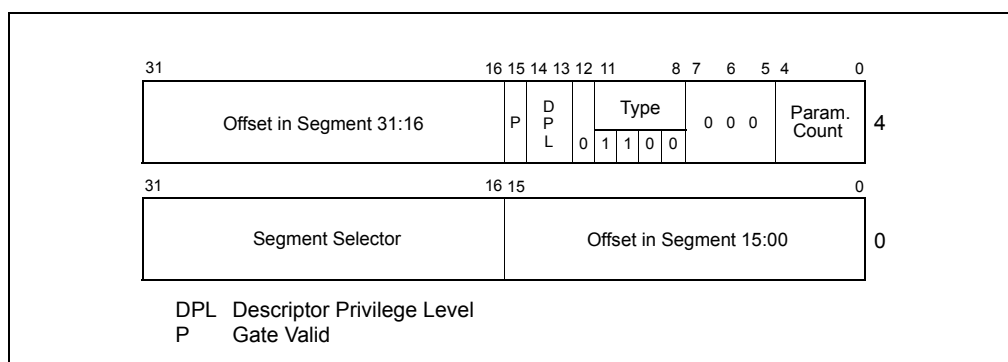 31 16 15 14 13 12 11 8 7 6 5 4 0
Offset in Segment 31:16 P D P L 0 Type 1 1 0 0 0 0 0 Param. Count 4
31 16 15 0
Segment Selector Offset in Segment 15:00 0
DPL Descriptor Privilege Level
P Gate Valid